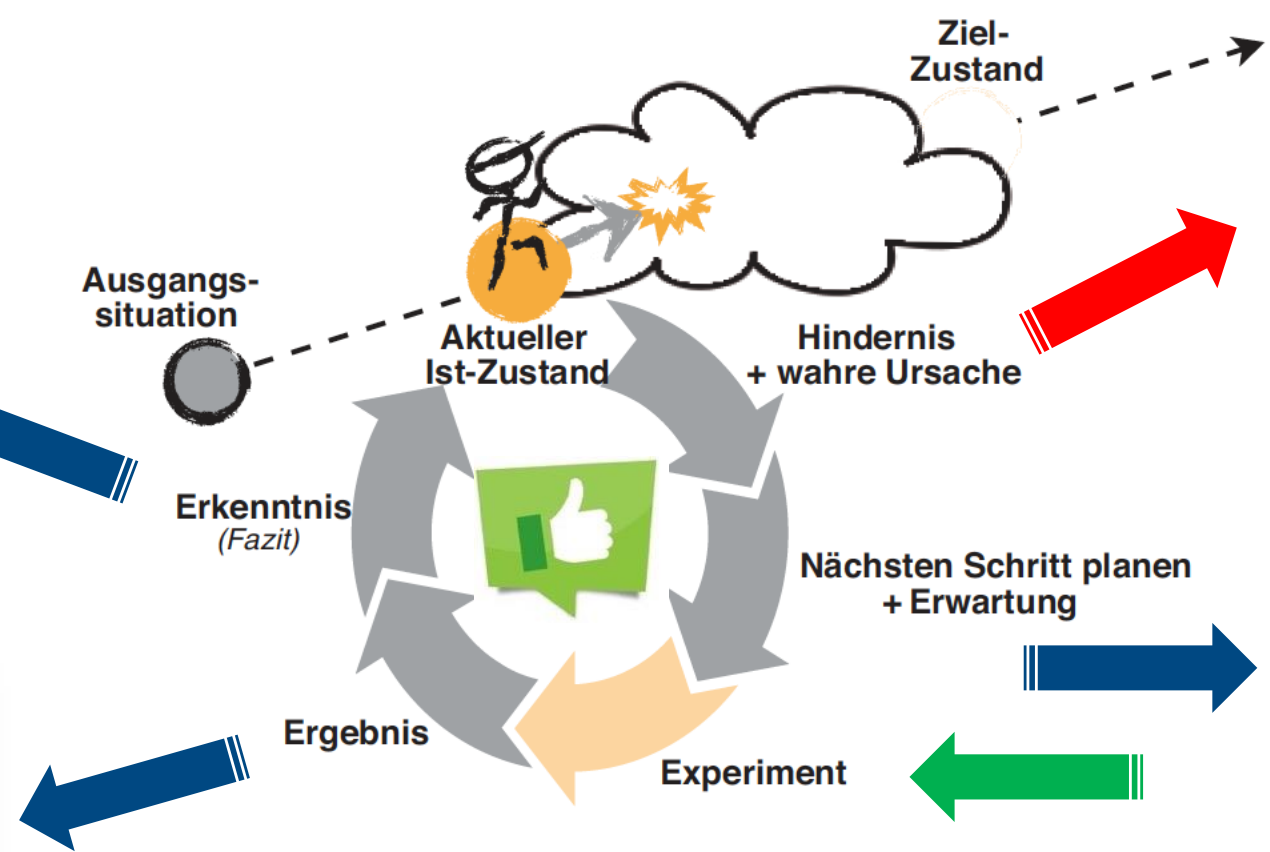 Ziel-
Zustand
Ausgangs-
situation
Aktueller
Ist-Zustand
Hindernis
+ wahre Ursache
Erkenntnis
(Fazit)
Nächsten Schritt planen
+ Erwartung
Ergebnis
Experiment